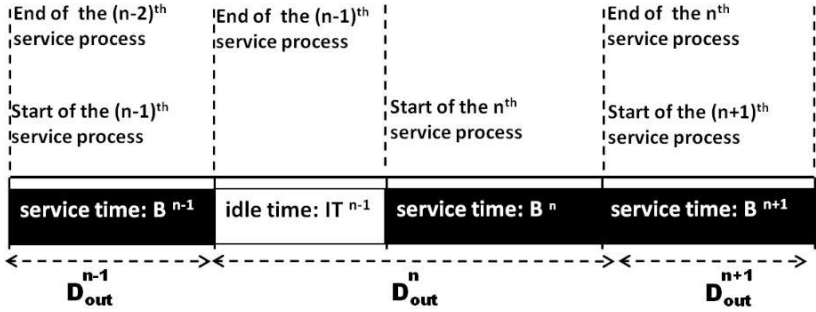 End of the (n-2)th
service process
End of the (n-1)th
service process
End of the nth
service process
Start of the (n-1)th
service process
Start of the nth
service process
Start of the (n+1)th
service process
service time: B n-1
idle time: IT n-1
service time: B n
service time: B n+1
n-1
Dout
n
Dout
n+1
Dout